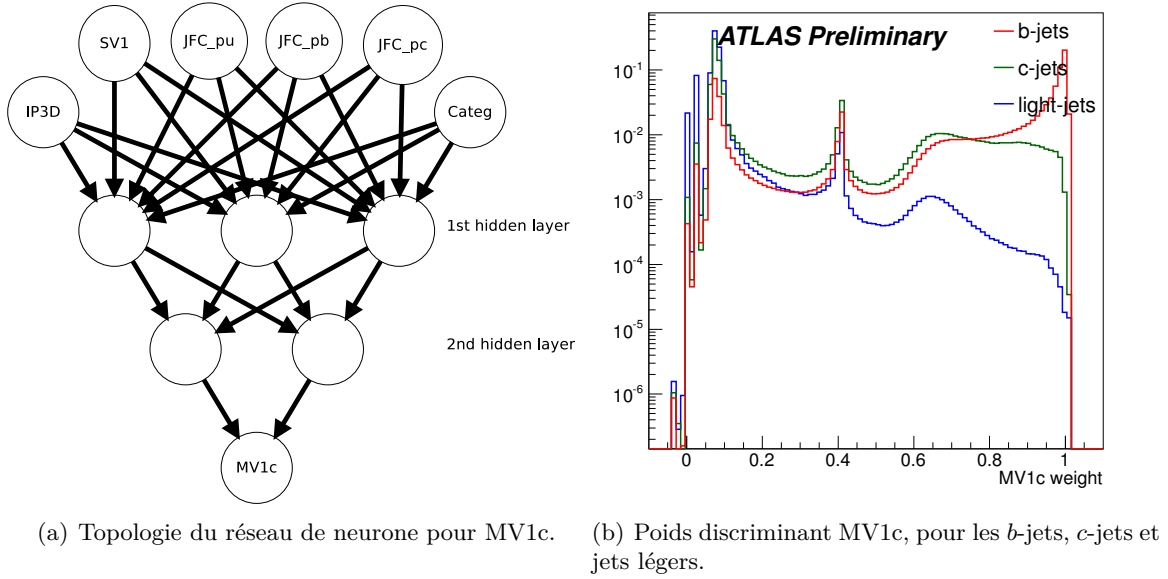 SV1
JFC_pu
JFC_pb
JFC_pc
IP3D
Categ
1st hidden layer
2nd hidden layer
MV1c
ATLAS Preliminary
b-jets
c-jets
light-jets
10-1
10-2
10-3
10-4
10-5
10-6
0 0.2 0.4 0.6 0.8 1
MV1c weight
(a) Topologie du réseau de neurone pour MV1c.
(b) Poids discriminant MV1c, pour les b-jets, c-jets et
jets légers.